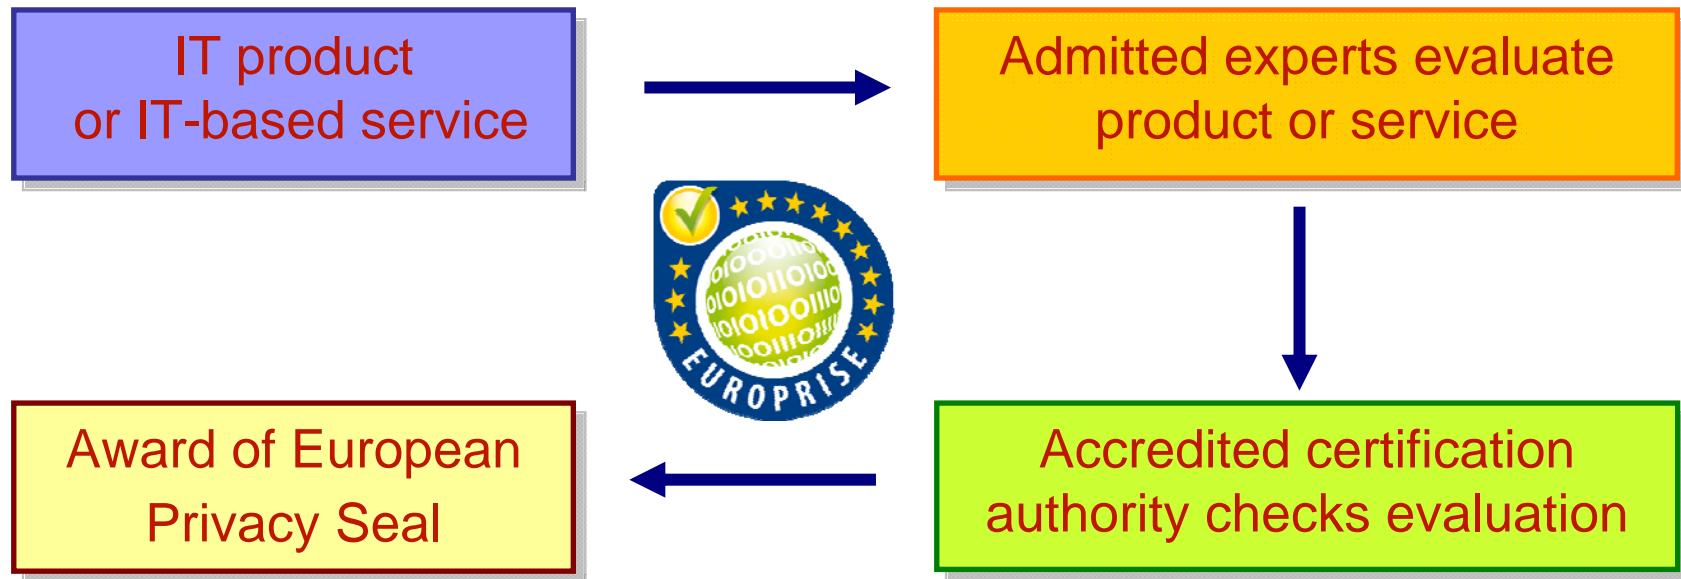 IT product
or IT-based service
Admitted experts evaluate
product or service
EUROPRISE
Award of European
Privacy Seal
Accredited certification
authority checks evaluation